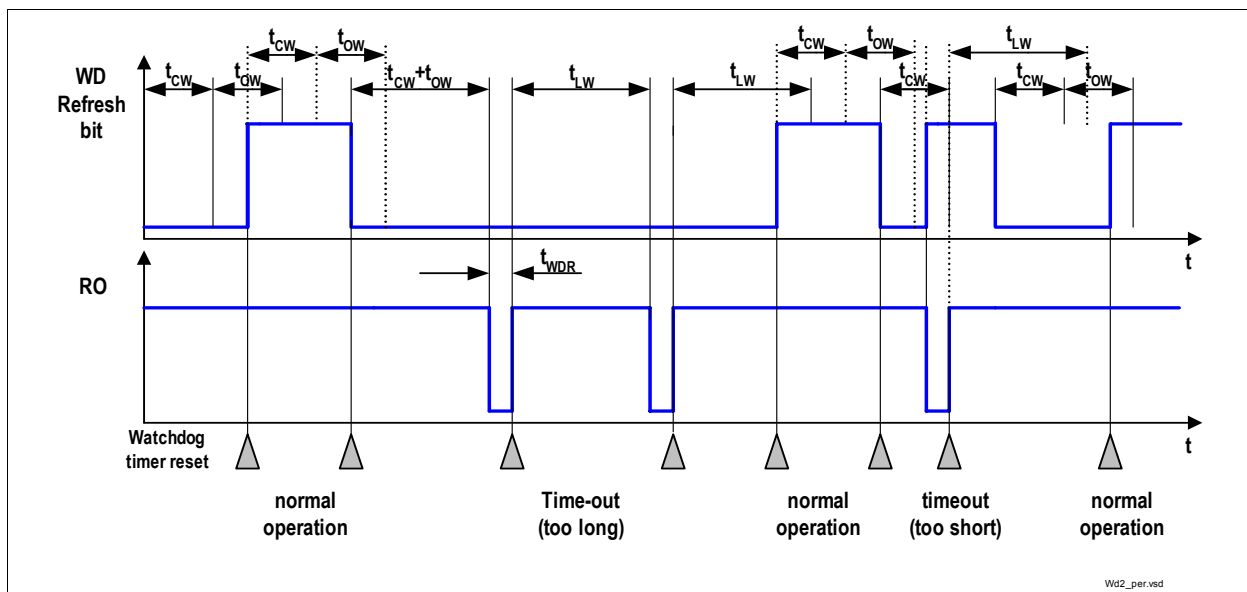 tCW tOW tCW tOW tLW
WD Refresh bit
tCW tOW tCW+tOW tLW tLW tCW tCW tOW
t
tWDR
RO
t
Watchdog timer reset
normal operation
Time-out (too long)
normal operation
timeout (too short)
normal operation
Wd2_per.vsd